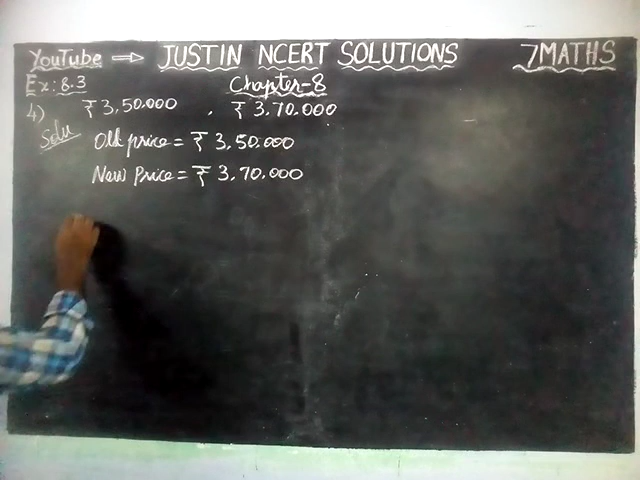 YouTube ⇒ JUSTIN NCERT SOLUTIONS 7MATHS
Ex: 8.3 Chapter-8
4) ₹ 3,50,000 , ₹ 3,70,000
Solu Old price = ₹ 3,50,000
New Price = ₹ 3,70,000